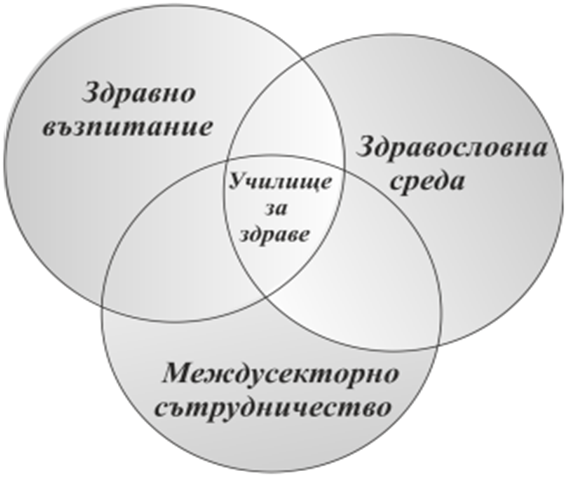 Здравно
възпитание
Здравословна
среда
Училище
за
здраве
Междусекторно
сътрудничество